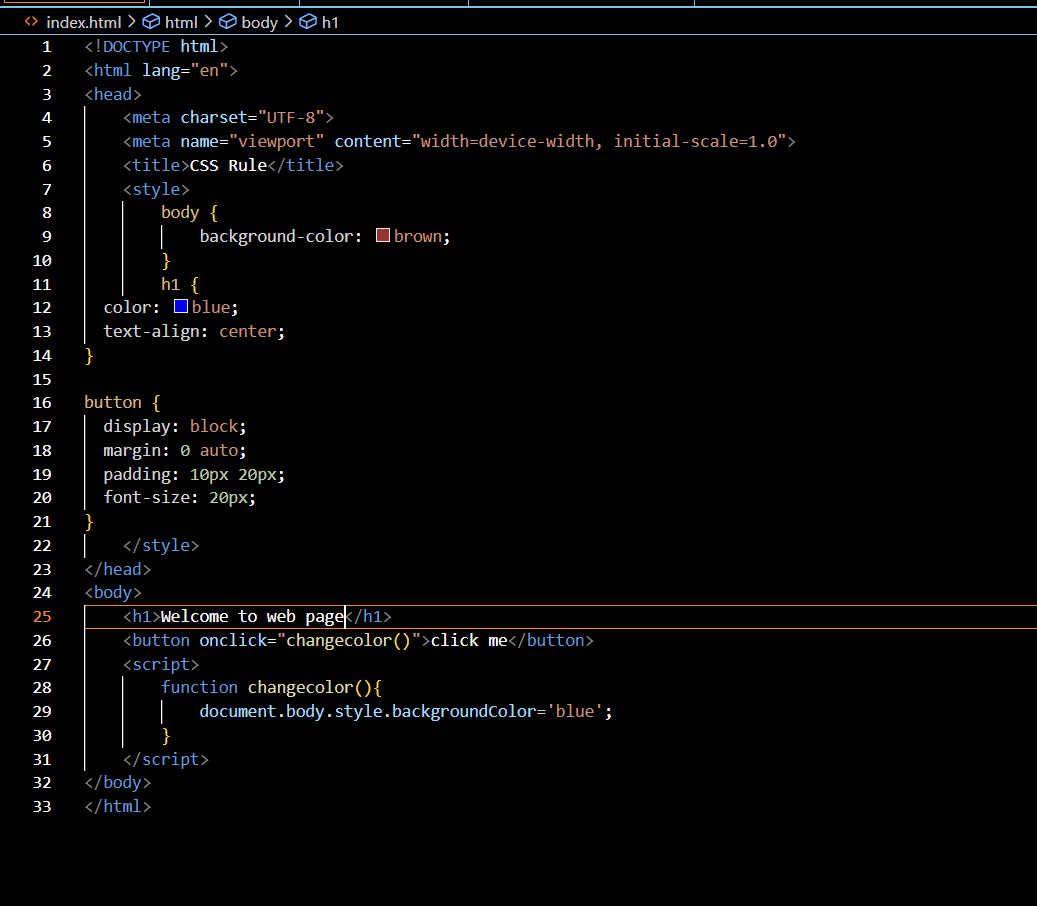 index.html > html > body > h1
1 <!DOCTYPE html>
2 <html lang="en">
3 <head>
4     <meta charset="UTF-8">
5     <meta name="viewport" content="width=device-width, initial-scale=1.0">
6     <title>CSS Rule</title>
7     <style>
8         body {
9             background-color: brown;
10         }
11         h1 {
12   color: blue;
13   text-align: center;
14 }
15
16 button {
17   display: block;
18   margin: 0 auto;
19   padding: 10px 20px;
20   font-size: 20px;
21 }
22     </style>
23 </head>
24 <body>
25     <h1>Welcome to web page</h1>
26     <button onclick="changecolor()">click me</button>
27     <script>
28         function changecolor(){
29             document.body.style.backgroundColor='blue';
30         }
31     </script>
32 </body>
33 </html>